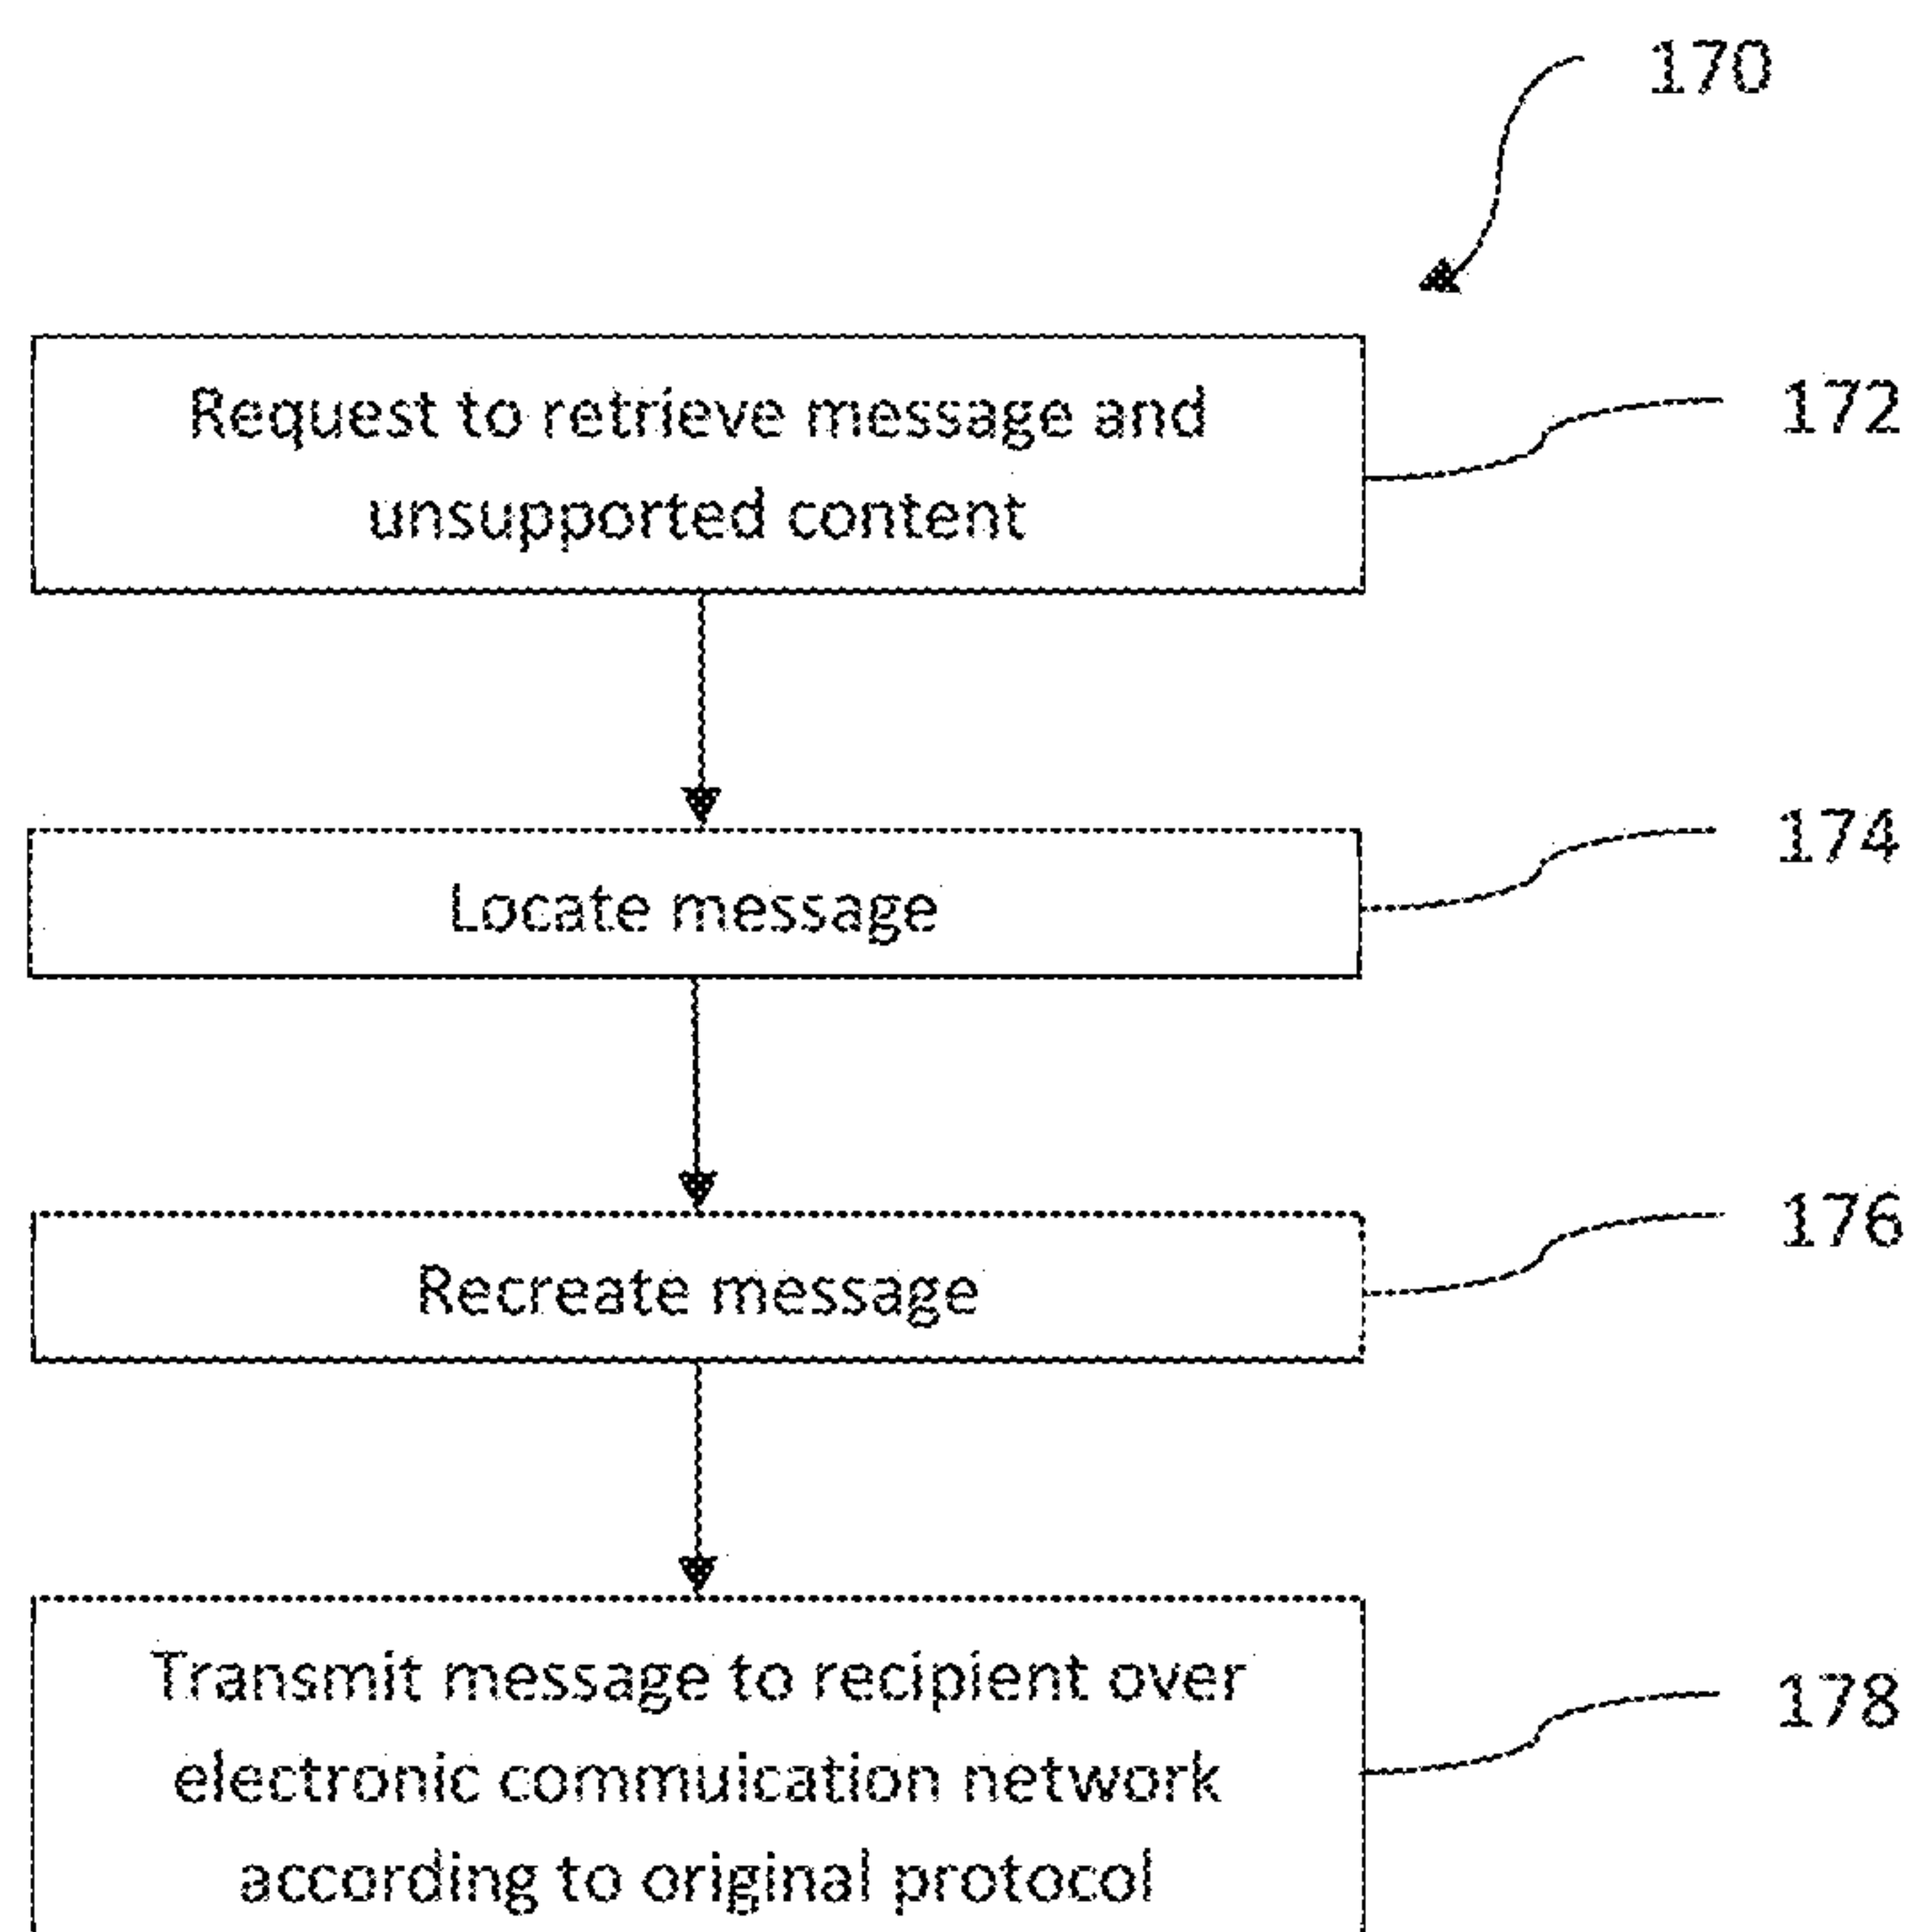 170
Request to retrieve message and
unsupported content
172
Locate message
174
Recreate message
176
Transmit message to recipient over
electronic commuication network
according to original protocol
178